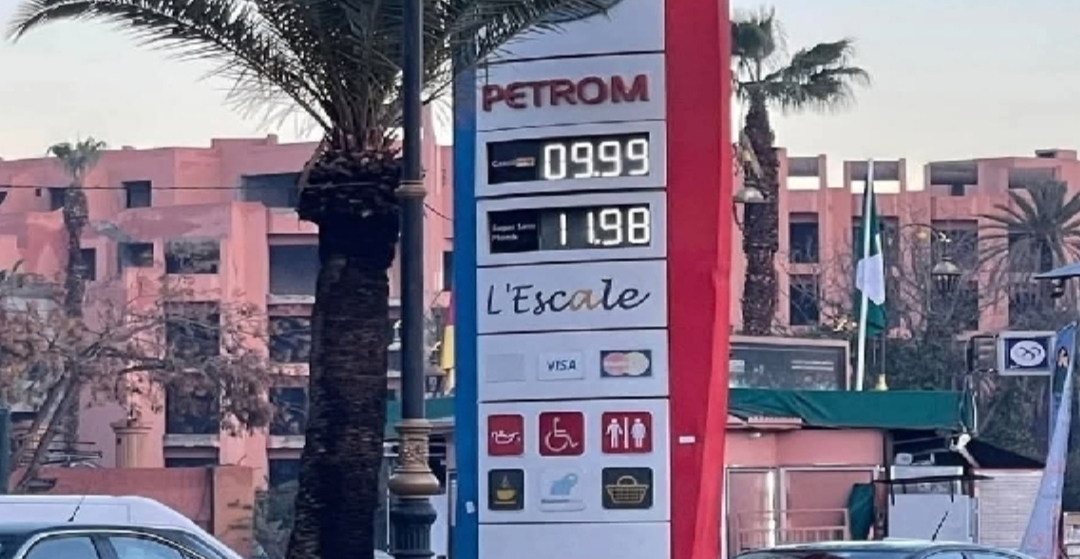 PETROM
09.99
Super Sans
Plomb
11.98
L'Escale
VISA